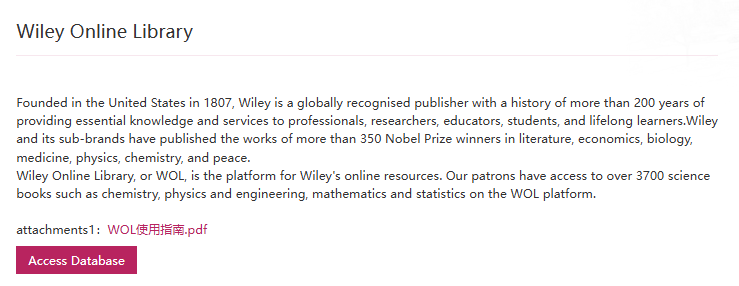 Wiley Online Library
Founded in the United States in 1807, Wiley is a globally recognised publisher with a history of more than 200 years of
providing essential knowledge and services to professionals, researchers, educators, students, and lifelong learners.Wiley
and its sub-brands have published the works of more than 350 Nobel Prize winners in literature, economics, biology,
medicine, physics, chemistry, and peace.
Wiley Online Library, or WOL, is the platform for Wiley's online resources. Our patrons have access to over 3700 science
books such as chemistry, physics and engineering, mathematics and statistics on the WOL platform.
attachments1：WOL使用指南.pdf
Access Database